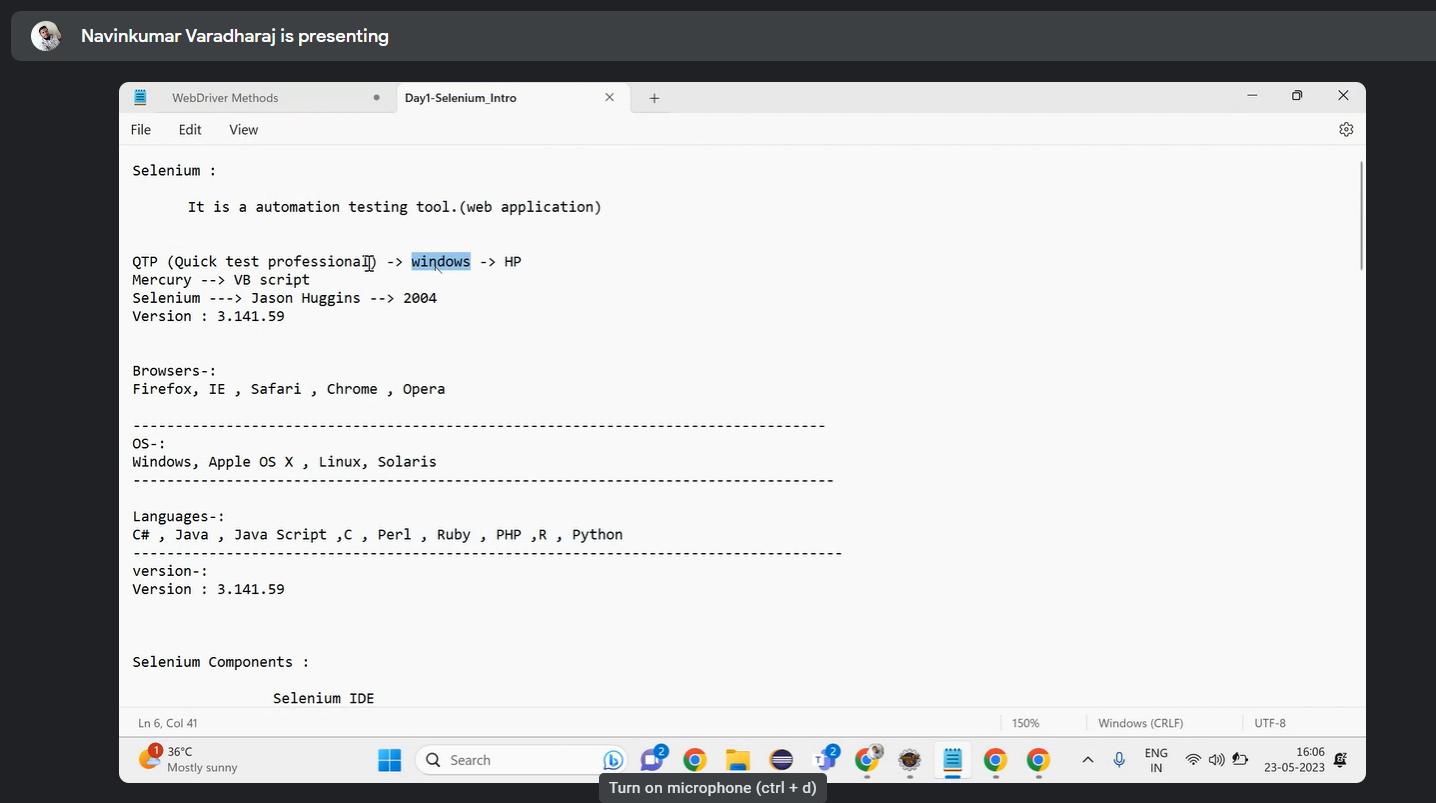 Navinkumar Varadharaj is presenting
WebDriver Methods
Day1-Selenium_Intro
File Edit View
Selenium :
It is a automation testing tool.(web application)
QTP (Quick test professional) -> windows -> HP
Mercury --> VB script
Selenium ---> Jason Huggins --> 2004
Version : 3.141.59
Browsers-:
Firefox, IE , Safari , Chrome , Opera
----------------------------------------------------------------------------------
OS-:
Windows, Apple OS X , Linux, Solaris
-----------------------------------------------------------------------------------
Languages-:
C# , Java , Java Script ,C , Perl , Ruby , PHP ,R , Python
------------------------------------------------------------------------------------
version-:
Version : 3.141.59
Selenium Components :
Selenium IDE
Ln 6, Col 41 150% Windows (CRLF) UTF-8
1 36°C
Mostly sunny
Search
2
2
ENG
IN
16:06
23-05-2023
Turn on microphone (ctrl + d)